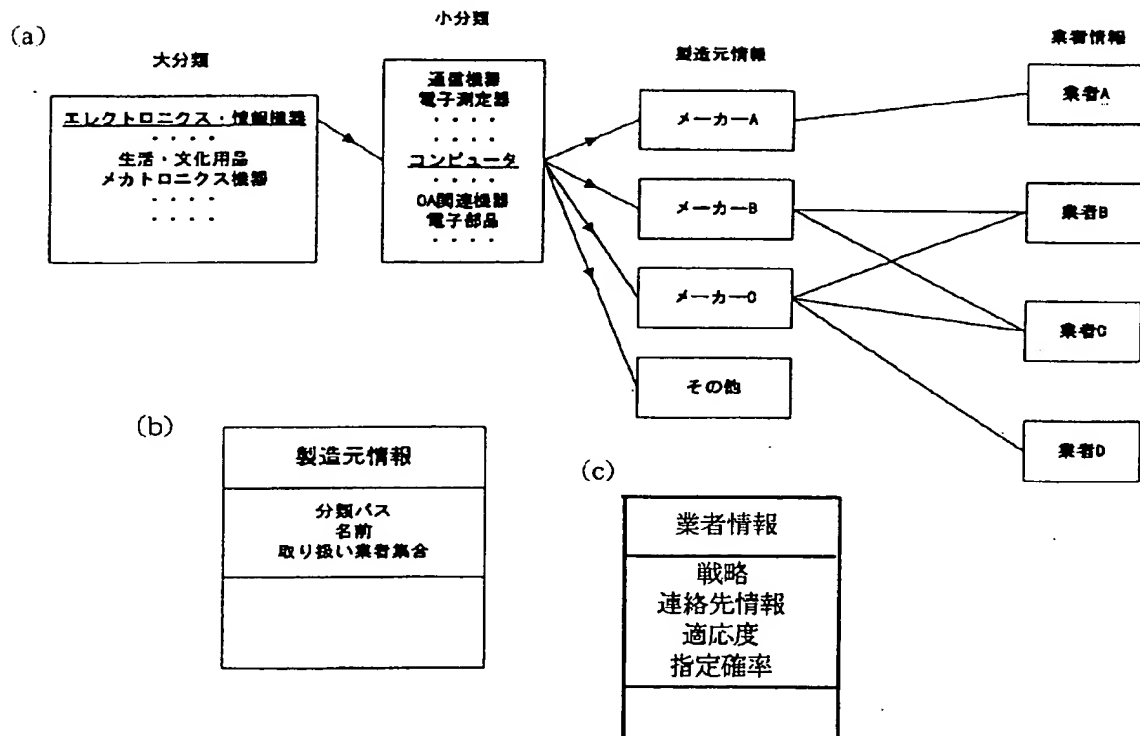 (a)
大分類
エレクトロニクス・情報機器
・・・・
生活・文化用品
メカトロニクス機器
・・・・
・・・・
小分類
通信機器
電子測定器
・・・・
・・・・
コンピュータ
・・・・
OA関連機器
電子部品
・・・・
製造元情報
メーカーA
メーカーB
メーカーC
その他
業者情報
業者A
業者B
業者C
業者D
(b)
製造元情報
分類パス
名前
取り扱い業者集合
(c)
業者情報
戦略
連絡先情報
適応度
指定確率